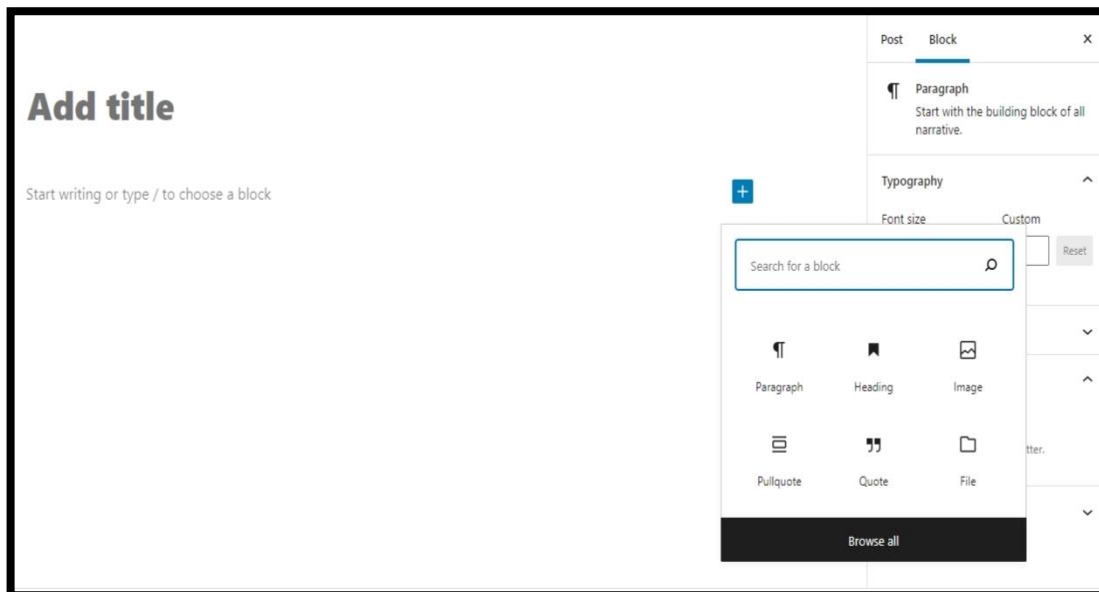 Post Block
Add title
Paragraph
Start with the building block of all
narrative.
Start writing or type / to choose a block
Typography
Font size Custom
Reset
Search for a block
Paragraph Heading Image
Pullquote Quote File
Browse all